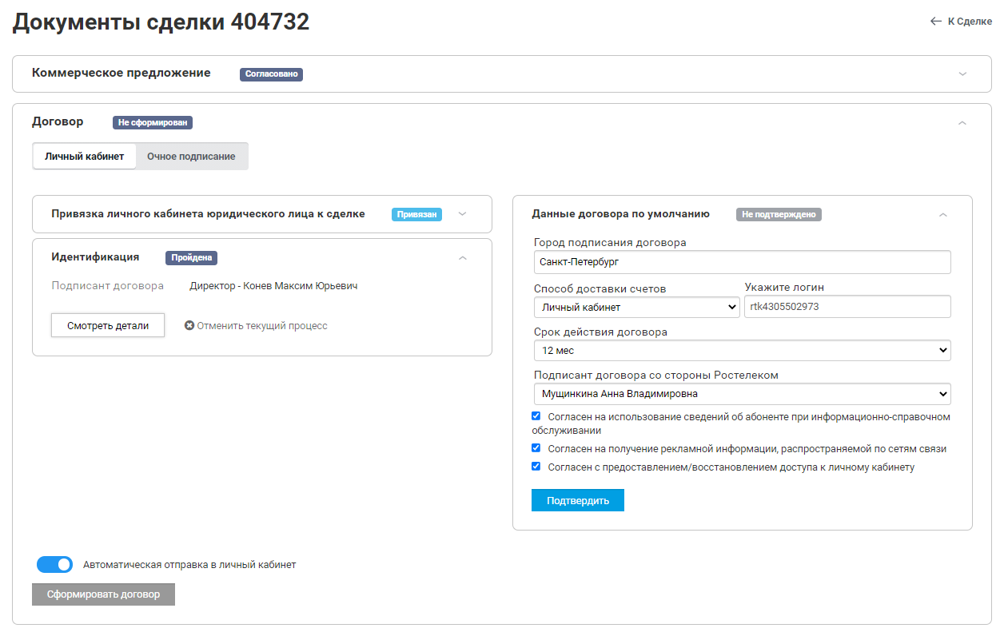 Документы сделки 404732
К Сделке
Коммерческое предложение
Согласовано
Договор
Не сформирован
Личный кабинет
Очное подписание
Привязка личного кабинета юридического лица к сделке
Привязан
Идентификация
Пройдена
Подписант договора
Директор - Конев Максим Юрьевич
Смотреть детали
Отменить текущий процесс
Данные договора по умолчанию
Не подтверждено
Город подписания договора
Санкт-Петербург
Способ доставки счетов
Укажите логин
Личный кабинет
rtk4305502973
Срок действия договора
12 мес
Подписант договора со стороны Ростелеком
Мущинкина Анна Владимировна
Согласен на использование сведений об абоненте при информационно-справочном
обслуживании
Согласен на получение рекламной информации, распространяемой по сетям связи
Согласен с предоставлением/восстановлением доступа к личному кабинету
Подтвердить
Автоматическая отправка в личный кабинет
Сформировать договор